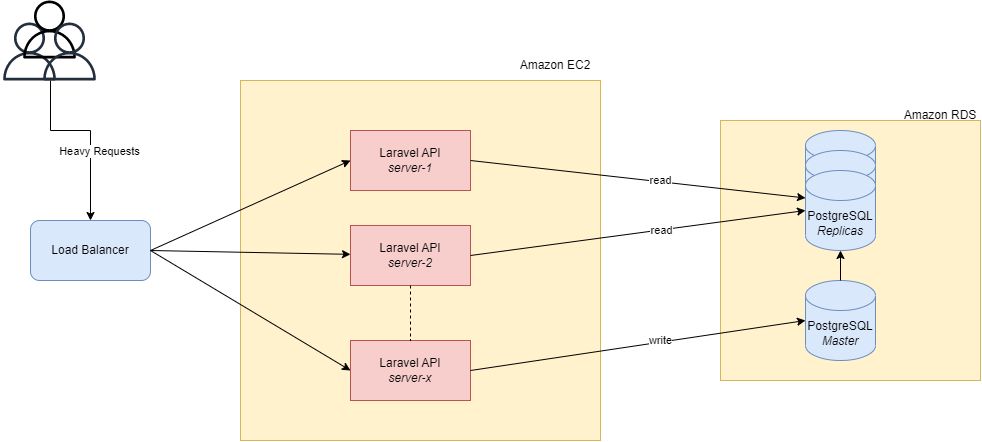 Amazon EC2
Amazon RDS
Heavy Requests
Load Balancer
Laravel API
server-1
Laravel API
server-2
Laravel API
server-x
read
read
write
PostgreSQL
Replicas
PostgreSQL
Master